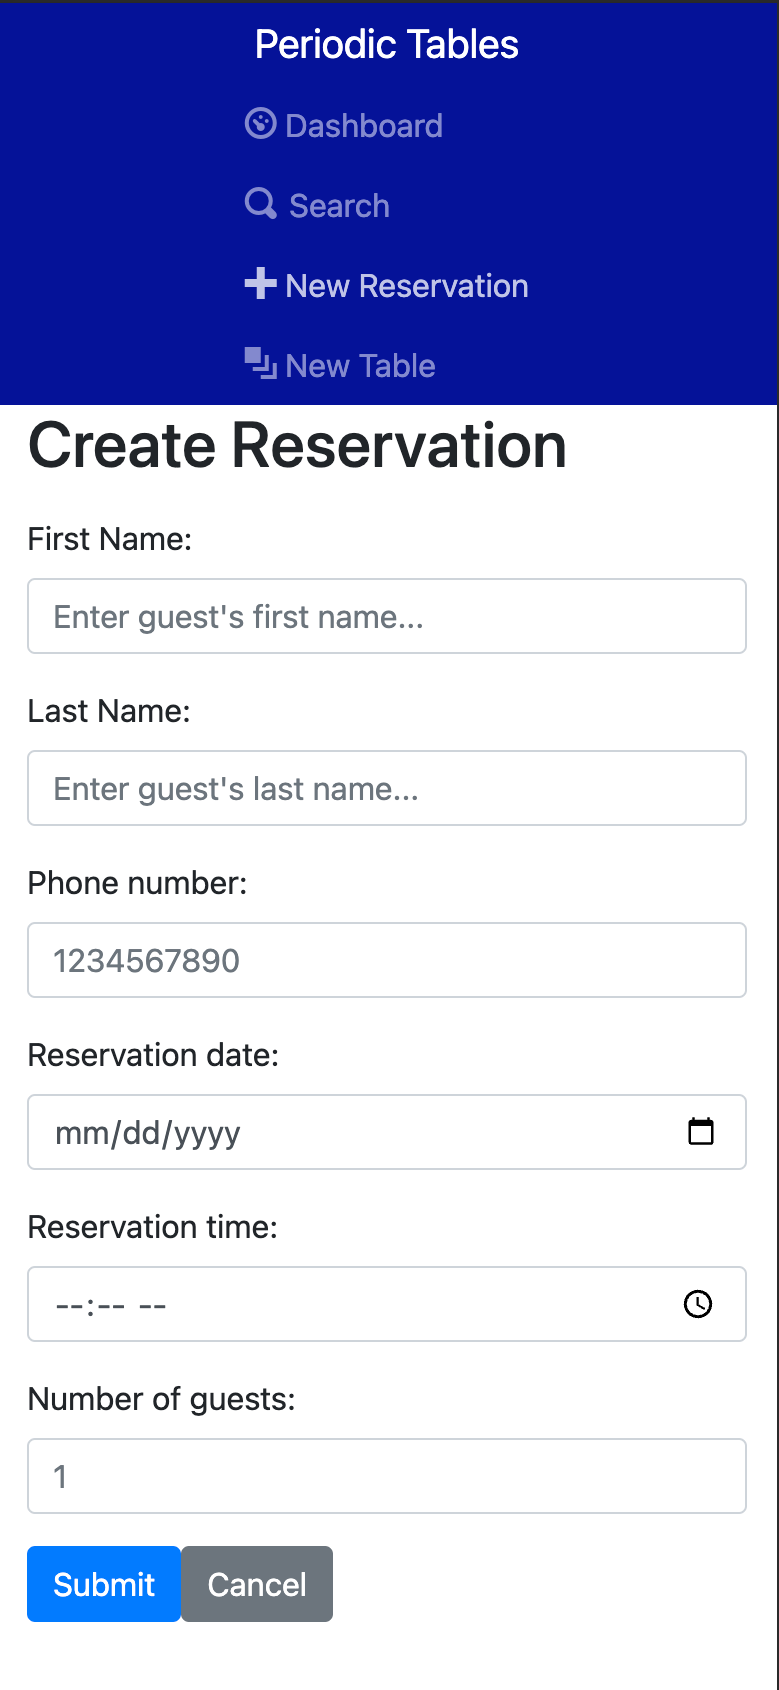 Periodic Tables
Dashboard
Search
New Reservation
New Table
Create Reservation
First Name:
Enter guest's first name...
Last Name:
Enter guest's last name...
Phone number:
1234567890
Reservation date:
mm/dd/yyyy
Reservation time:
--:-- --
Number of guests:
1
Submit Cancel